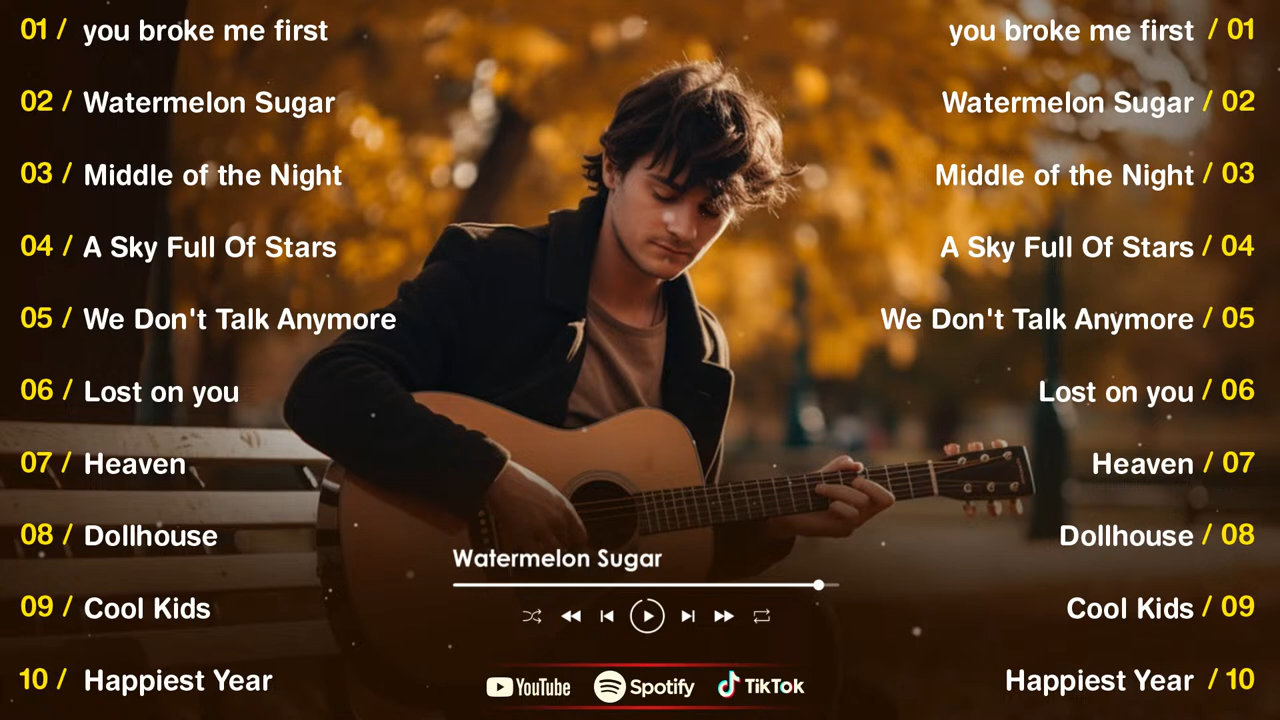 01 / you broke me first
02 / Watermelon Sugar
03 / Middle of the Night
04 / A Sky Full Of Stars
05 / We Don't Talk Anymore
06 / Lost on you
07 / Heaven
08 / Dollhouse
09 / Cool Kids
10 / Happiest Year
you broke me first / 01
Watermelon Sugar / 02
Middle of the Night / 03
A Sky Full Of Stars / 04
We Don't Talk Anymore / 05
Lost on you / 06
Heaven / 07
Dollhouse / 08
Cool Kids / 09
Happiest Year / 10
Watermelon Sugar
YouTube Spotify TikTok